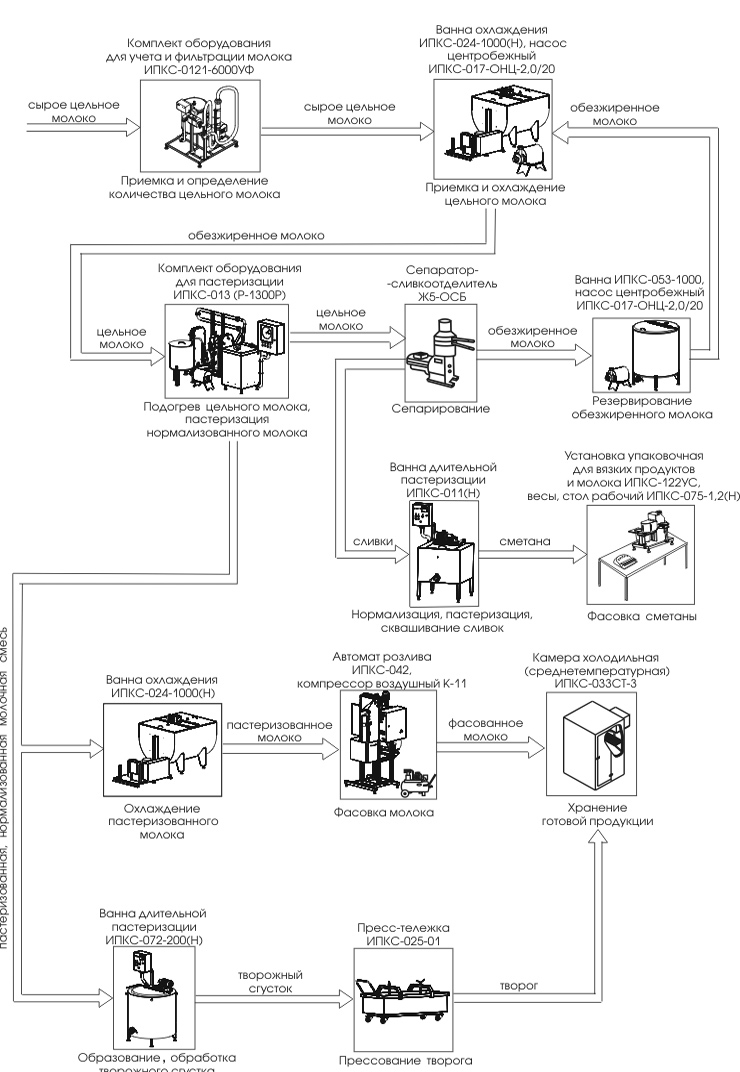 Комплект оборудования
для учета и фильтрации молока
ИПКС-0121-6000УФ
Ванна охлаждения
ИПКС-024-1000(Н), насос
центробежный
ИПКС-017-ОНЦ-2,0/20
сырое цельное
молоко
сырое цельное
молоко
обезжиренное
молоко
Приемка и определение
количества цельного молока
Приемка и охлаждение
цельного молока
обезжиренное молоко
Комплект оборудования
для пастеризации
ИПКС-013 (Р-1300Р)
Сепаратор-
-сливкоотделитель
Ж5-ОСБ
Ванна ИПКС-053-1000,
насос центробежный
ИПКС-017-ОНЦ-2,0/20
цельное
молоко
цельное
молоко
обезжиренное
молоко
Подогрев цельного молока,
пастеризация
нормализованного молока
Сепарирование
Резервирование
обезжиренного молока
Ванна длительной
пастеризации
ИПКС-011(Н)
Установка упаковочная
для вязких продуктов
и молока ИПКС-122УС,
весы, стол рабочий ИПКС-075-1,2(Н)
сливки
сметана
Нормализация, пастеризация,
сквашивание сливок
Фасовка сметаны
пастеризованная, нормализованная молочная смесь
Ванна охлаждения
ИПКС-024-1000(Н)
Автомат розлива
ИПКС-042,
компрессор воздушный К-11
Камера холодильная
(среднетемпературная)
ИПКС-033СТ-3
пастеризованное
молоко
фасованное
молоко
Охлаждение
пастеризованного
молока
Фасовка молока
Хранение
готовой продукции
Ванна длительной
пастеризации
ИПКС-072-200(Н)
Пресс-тележка
ИПКС-025-01
творожный
сгусток
творог
Образование, обработка
творожного сгустка
Прессование творога